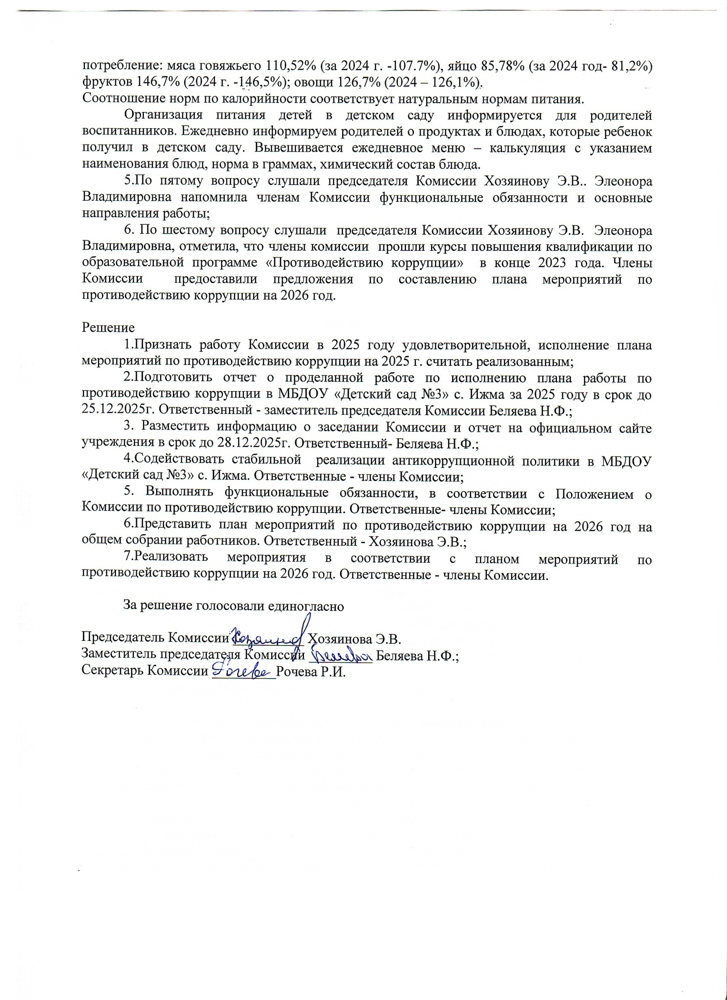 потребление: мяса говяжьего 110,52% (за 2024 г. -107.7%), яйцо 85,78% (за 2024 год- 81,2%)
фруктов 146,7% (2024 г. -146,5%); овощи 126,7% (2024 – 126,1%).
Соотношение норм по калорийности соответствует натуральным нормам питания.
Организация питания детей в детском саду информируется для родителей
воспитанников. Ежедневно информируем родителей о продуктах и блюдах, которые ребенок
получил в детском саду. Вывешивается ежедневное меню – калькуляция с указанием
наименования блюд, норма в граммах, химический состав блюда.
5.По пятому вопросу слушали председателя Комиссии Хозяинову Э.В.. Элеонора
Владимировна напомнила членам Комиссии функциональные обязанности и основные
направления работы;
6. По шестому вопросу слушали председателя Комиссии Хозяинову Э.В. Элеонора
Владимировна, отметила, что члены комиссии прошли курсы повышения квалификации по
образовательной программе «Противодействию коррупции» в конце 2023 года. Члены
Комиссии предоставили предложения по составлению плана мероприятий по
противодействию коррупции на 2026 год.
Решение
1.Признать работу Комиссии в 2025 году удовлетворительной, исполнение плана
мероприятий по противодействию коррупции на 2025 г. считать реализованным;
2.Подготовить отчет о проделанной работе по исполнению плана работы по
противодействию коррупции в МБДОУ «Детский сад №3» с. Ижма за 2025 году в срок до
25.12.2025г. Ответственный - заместитель председателя Комиссии Беляева Н.Ф.;
3. Разместить информацию о заседании Комиссии и отчет на официальном сайте
учреждения в срок до 28.12.2025г. Ответственный- Беляева Н.Ф.;
4.Содействовать стабильной реализации антикоррупционной политики в МБДОУ
«Детский сад №3» с. Ижма. Ответственные - члены Комиссии;
5. Выполнять функциональные обязанности, в соответствии с Положением о
Комиссии по противодействию коррупции. Ответственные- члены Комиссии;
6.Представить план мероприятий по противодействию коррупции на 2026 год на
общем собрании работников. Ответственный - Хозяинова Э.В.;
7.Реализовать мероприятия в соответствии с планом мероприятий по
противодействию коррупции на 2026 год. Ответственные - члены Комиссии.
За решение голосовали единогласно
Председатель Комиссии Хозяинова Э.В.
Заместитель председателя Комиссии Беляева Н.Ф.;
Секретарь Комиссии Рочева Р.И.